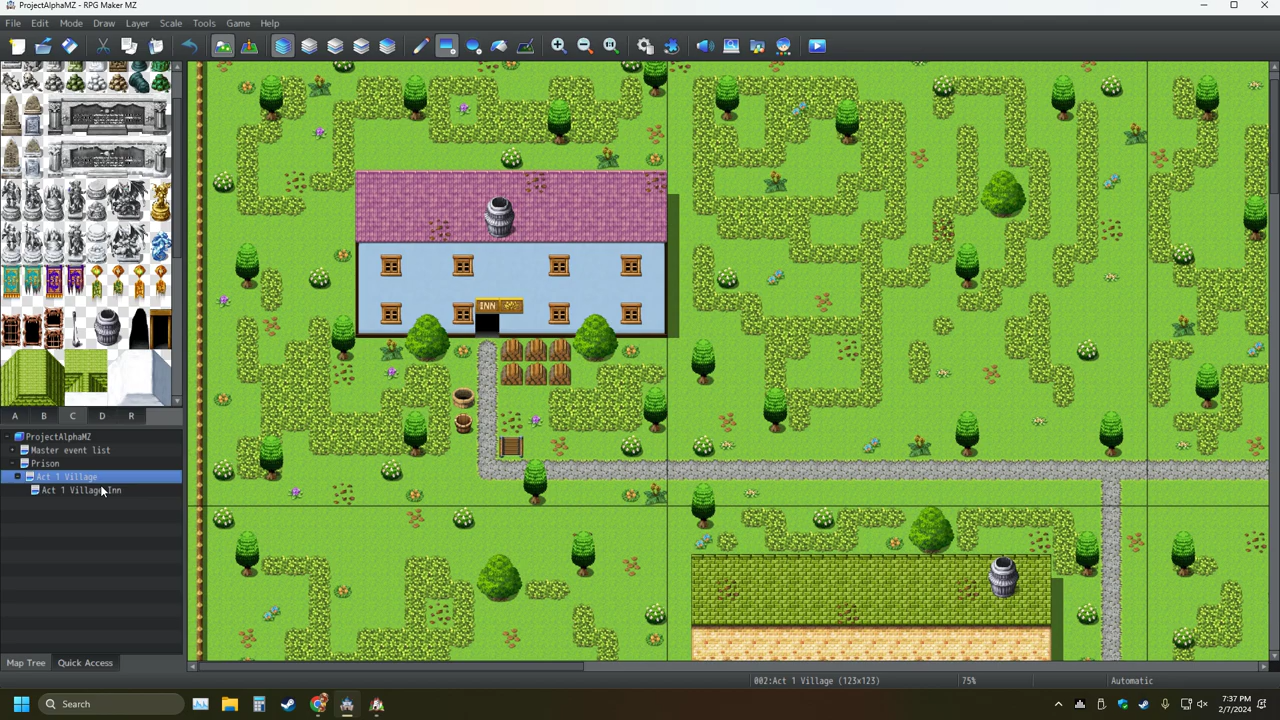 ProjectAlphaMZ - RPG Maker MZ
File Edit Mode Draw Layer Scale Tools Game Help
INN
A B C D R
ProjectAlphaMZ
Master event list
Prison
Act 1 Village
Act 1 Village Inn
Map Tree Quick Access
002:Act 1 Village (123x123) 75% Automatic
Search
7:37 PM
2/7/2024